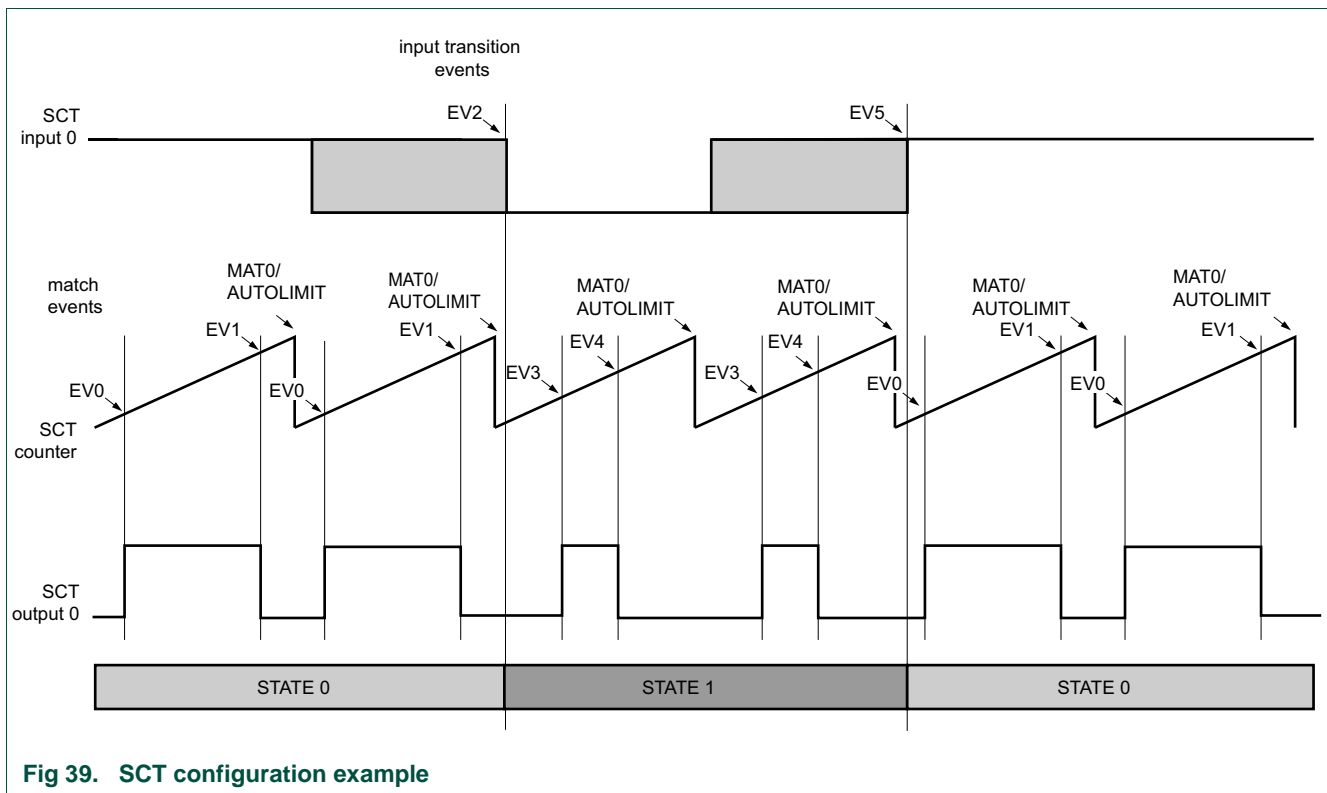 input transition
events
SCT
input 0
EV2
EV5
match
events
MAT0/
AUTOLIMIT
MAT0/
AUTOLIMIT
MAT0/
AUTOLIMIT
MAT0/
AUTOLIMIT
MAT0/
AUTOLIMIT
MAT0/
AUTOLIMIT
EV0
EV1
EV0
EV1
EV3
EV4
EV3
EV4
EV0
EV1
EV0
EV1
SCT
counter
SCT
output 0
STATE 0
STATE 1
STATE 0
Fig 39. SCT configuration example